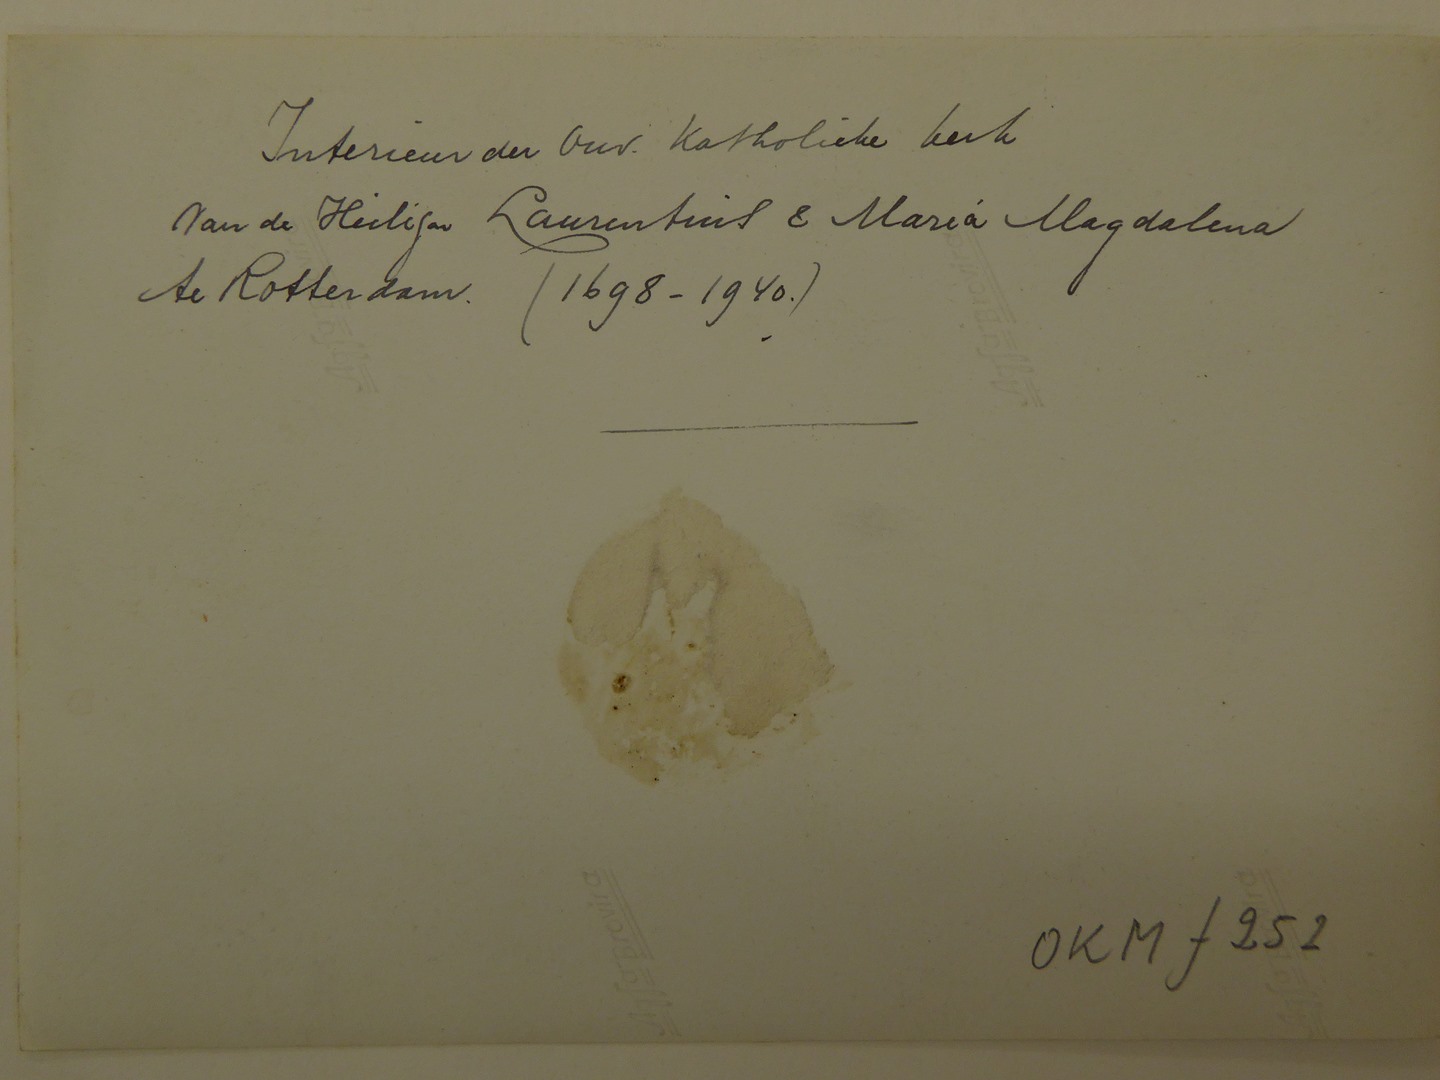 Interieur der Oud. Katholieke kerk
van de Heiligen Laurentius & Maria Magdalena
te Rotterdam. (1698-1940.)
OKM f 252